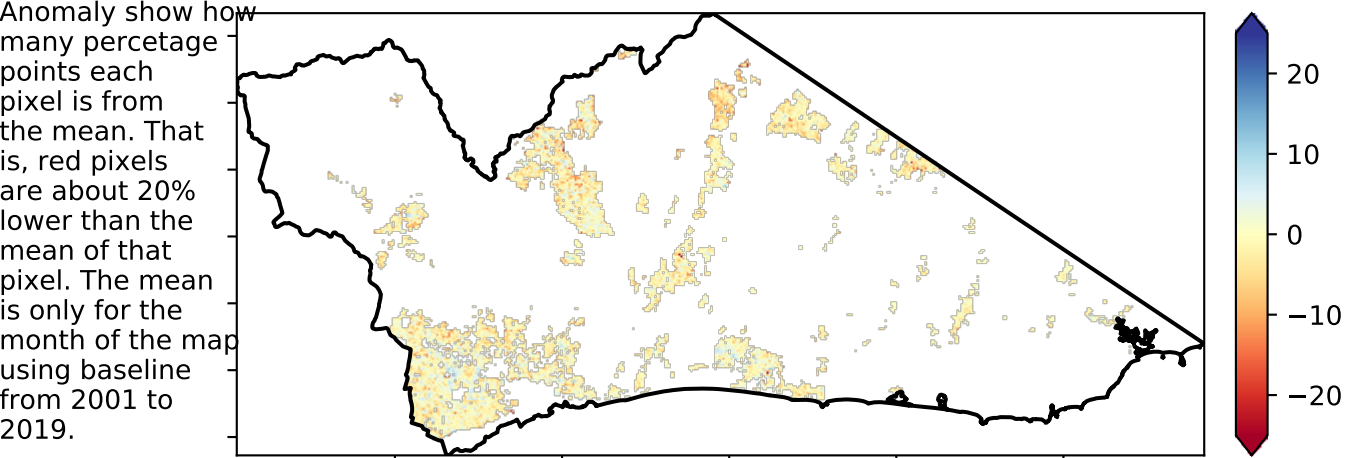 Anomaly show how
many percetage
points each
pixel is from
the mean. That
is, red pixels
are about 20%
lower than the
mean of that
pixel. The mean
is only for the
month of the map
using baseline
from 2001 to
2019.
20
10
0
−10
−20